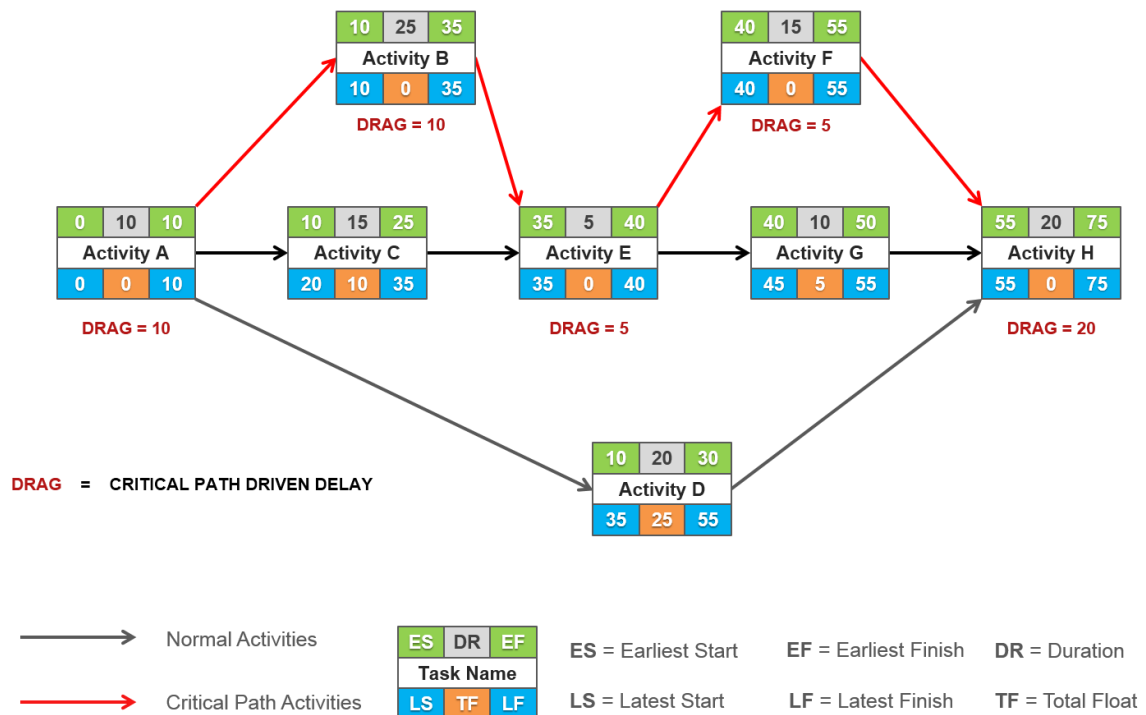 10 25 35
Activity B
10 0 35
DRAG = 10
40 15 55
Activity F
40 0 55
DRAG = 5
0 10 10
Activity A
0 0 10
DRAG = 10
10 15 25
Activity C
20 10 35
35 5 40
Activity E
35 0 40
DRAG = 5
40 10 50
Activity G
45 5 55
55 20 75
Activity H
55 0 75
DRAG = 20
10 20 30
Activity D
35 25 55
DRAG = CRITICAL PATH DRIVEN DELAY
Normal Activities
Critical Path Activities
ES DR EF
Task Name
LS TF LF
ES = Earliest Start
EF = Earliest Finish
DR = Duration
LS = Latest Start
LF = Latest Finish
TF = Total Float